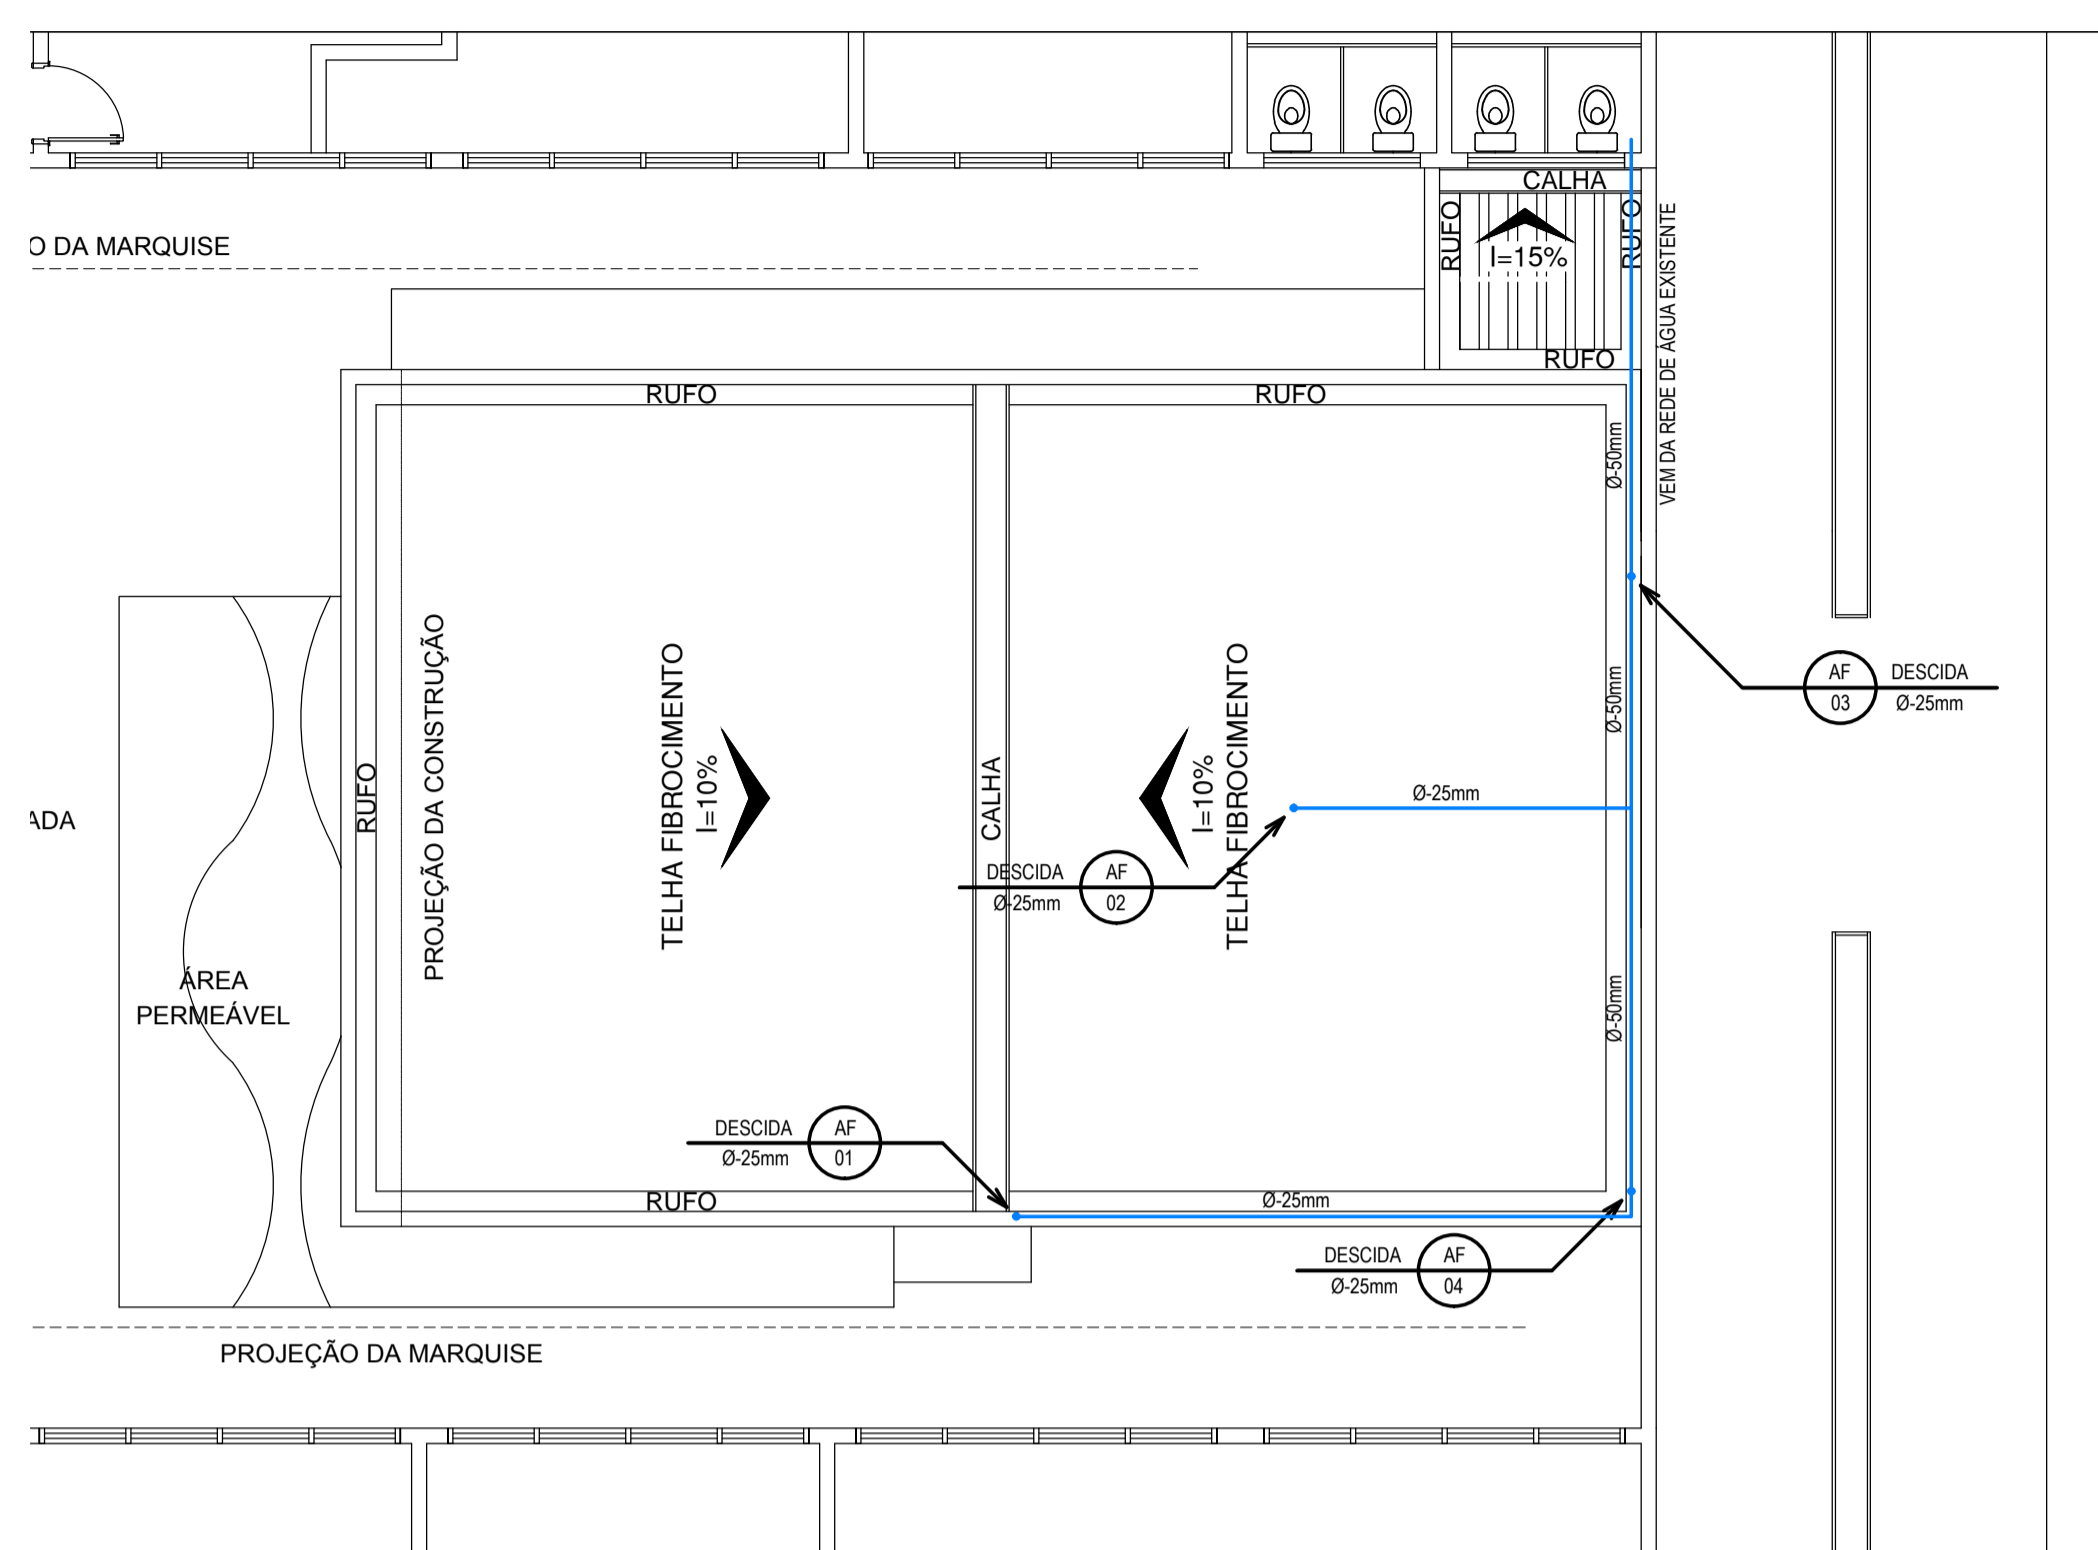 CALHA
RUFO
RUFO
I=15%
RUFO
VEM DA REDE DE ÁGUA EXISTENTE
O DA MARQUISE
RUFO
RUFO
Ø-50mm
PROJEÇÃO DA CONSTRUÇÃO
TELHA FIBROCIMENTO
I=10%
RUFO
CALHA
I=10%
TELHA FIBROCIMENTO
Ø-50mm
AF
03
DESCIDA
Ø-25mm
Ø-25mm
ADA
DESCIDA
Ø-25mm
AF
02
ÁREA
PERMEÁVEL
Ø-50mm
DESCIDA
Ø-25mm
AF
01
RUFO
Ø-25mm
DESCIDA
Ø-25mm
AF
04
PROJEÇÃO DA MARQUISE